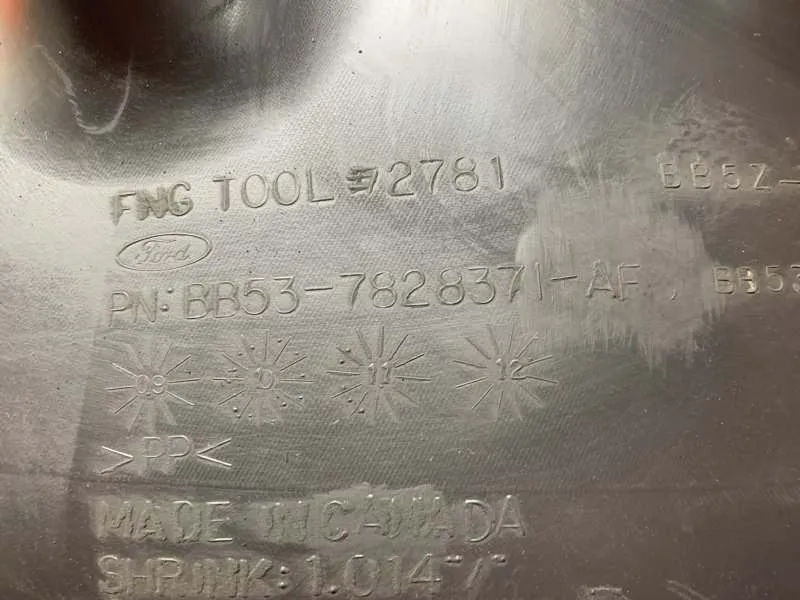 FNG TOOL 72781 BB5Z-
Ford
PN: BB53-7828371-AF, BB53
09 10 11 12
>PP<
MADE IN CANADA
SHRINK: 1.014"/"